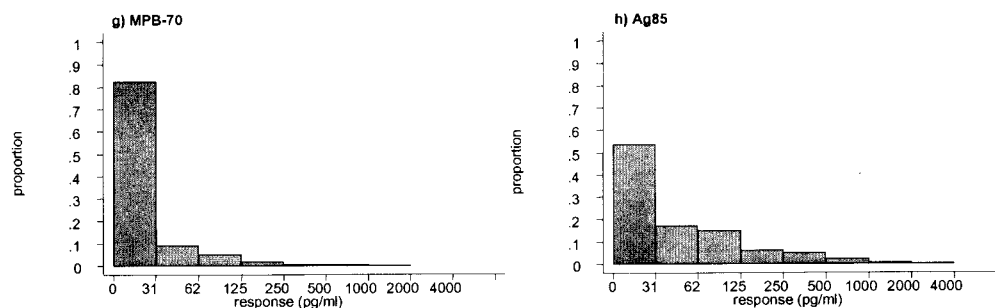 g) MPB-70
1
.9
.8
.7
.6
.5
.4
.3
.2
.1
0
proportion
0 31 62 125 250 500 1000 2000 4000
response (pg/ml)
h) Ag85
1
.9
.8
.7
.6
.5
.4
.3
.2
.1
0
proportion
0 31 62 125 250 500 1000 2000 4000
response (pg/ml)